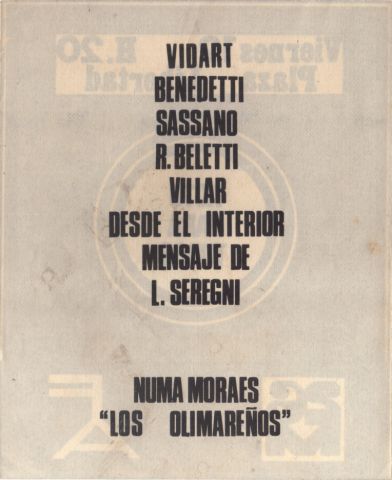 VIDART
BENEDETTI
SASSANO
R. BELETTI
VILLAR
DESDE EL INTERIOR
MENSAJE DE
L. SEREGNI
NUMA MORAES
"LOS OLIMAREÑOS"